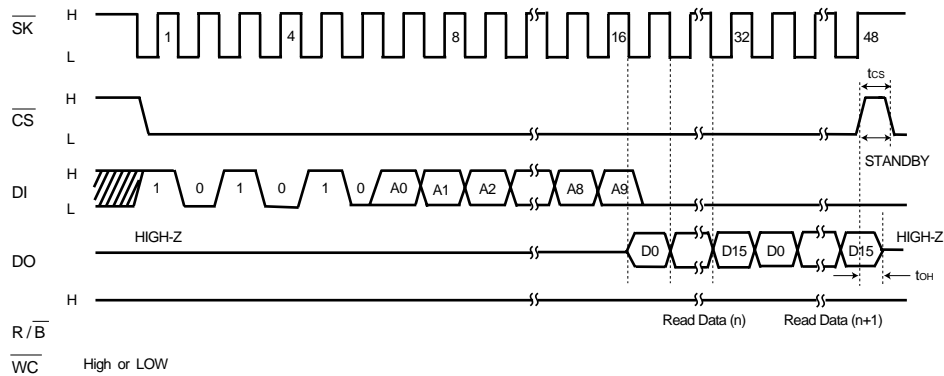 SK H L 1 4 8 16 32 48
tCS
CS H L
STANDBY
DI H L 1 0 1 0 1 0 A0 A1 A2 A8 A9
HIGH-Z HIGH-Z
DO D0 D15 D0 D15
tOH
H
Read Data (n) Read Data (n+1)
R / B
WC High or LOW